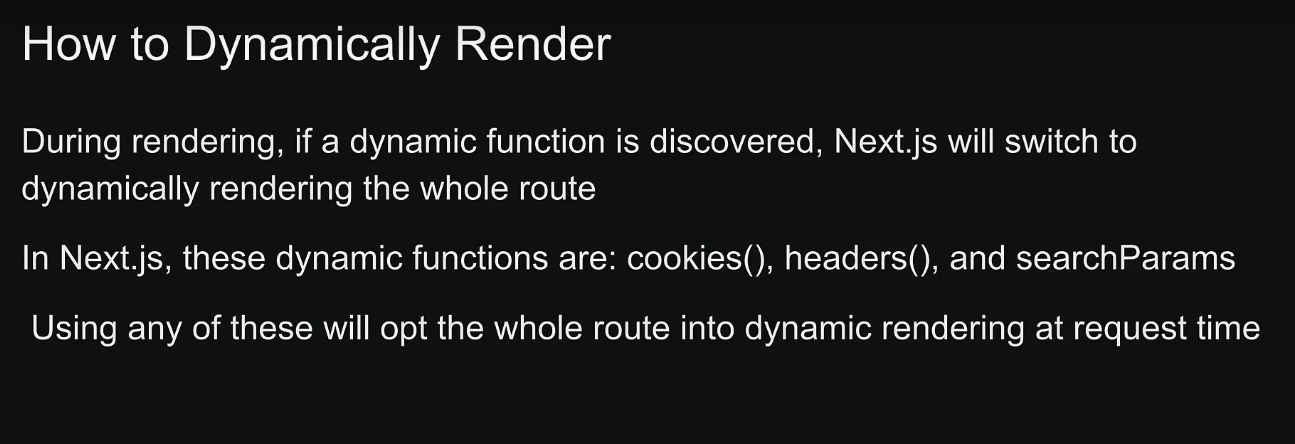 How to Dynamically Render
During rendering, if a dynamic function is discovered, Next.js will switch to
dynamically rendering the whole route
In Next.js, these dynamic functions are: cookies(), headers(), and searchParams
Using any of these will opt the whole route into dynamic rendering at request time